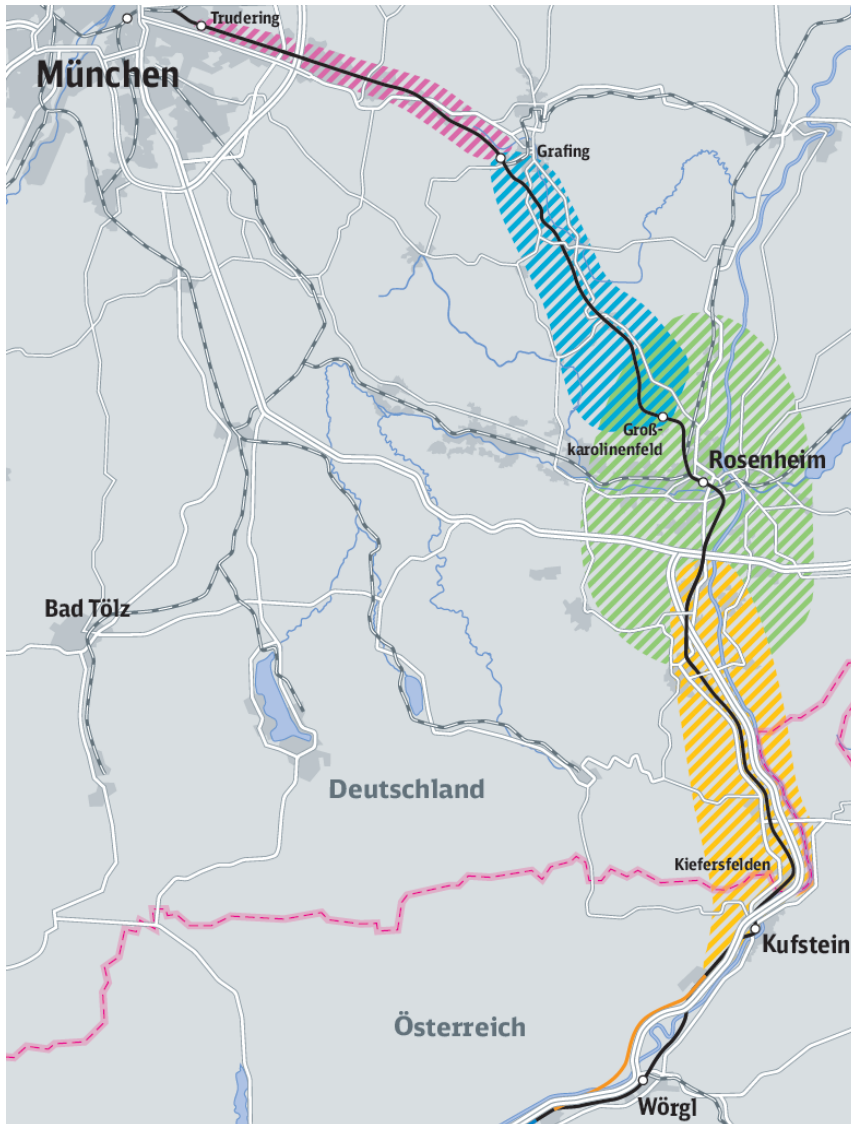 Trudering
München
Grafing
Groß-
karolinenfeld
Rosenheim
Bad Tölz
Deutschland
Kiefersfelden
Kufstein
Österreich
Wörgl